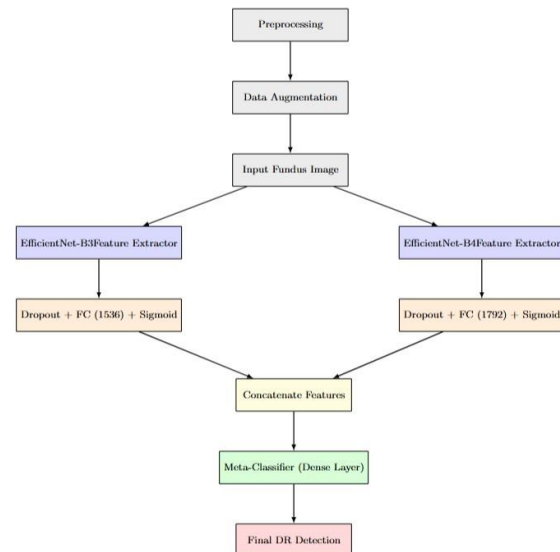 Preprocessing
Data Augmentation
Input Fundus Image
EfficientNet-B3Feature Extractor
EfficientNet-B4Feature Extractor
Dropout + FC (1536) + Sigmoid
Dropout + FC (1792) + Sigmoid
Concatenate Features
Meta-Classifier (Dense Layer)
Final DR Detection